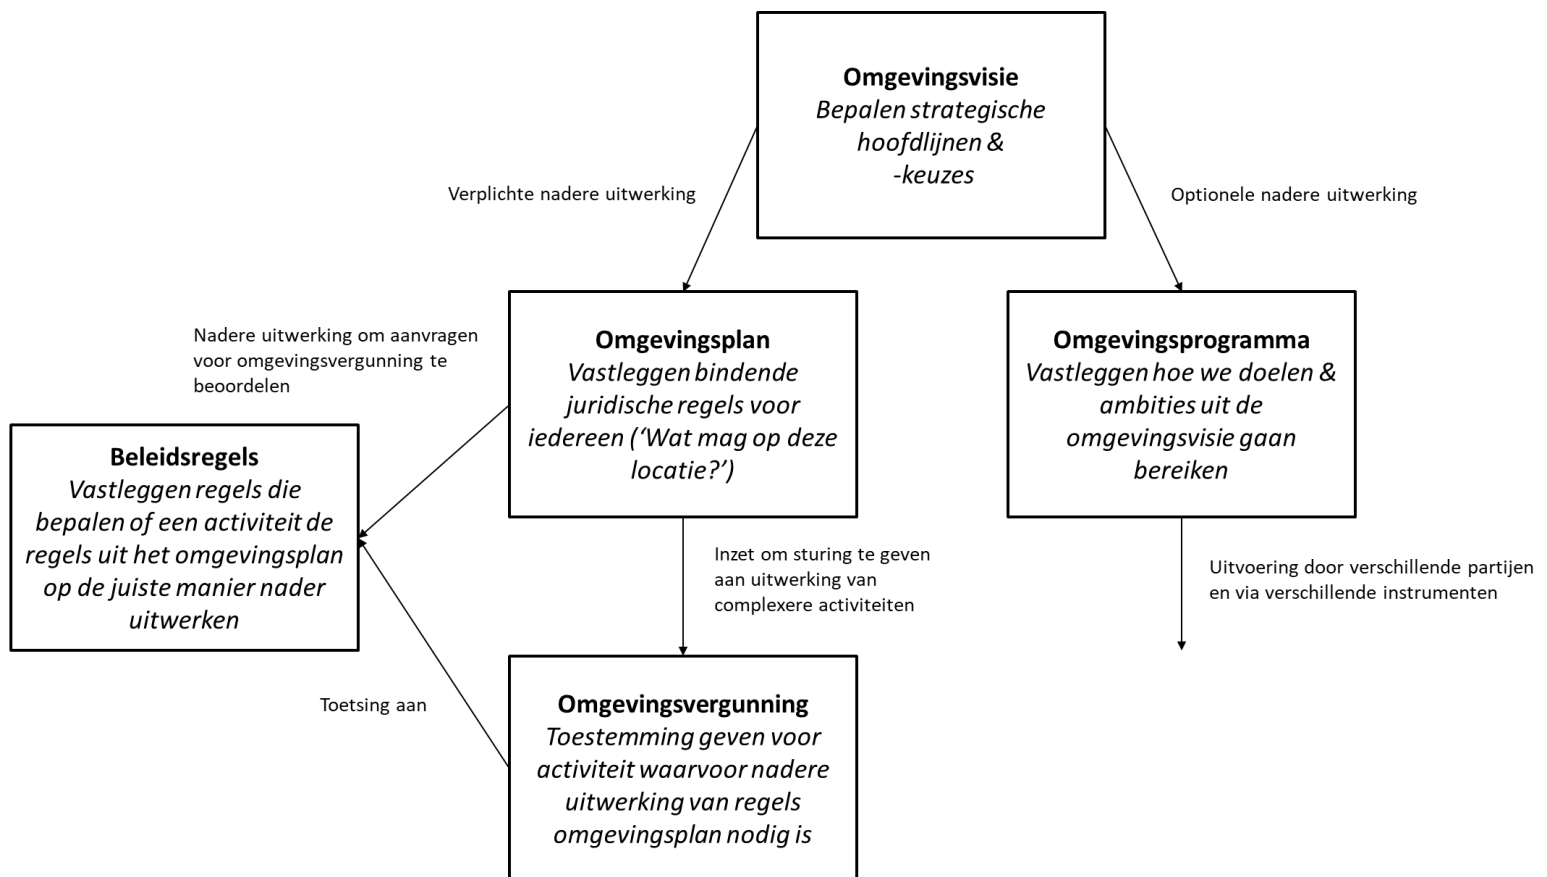 Omgevingsvisie
Bepalen strategische
hoofdlijnen &
-keuzes
Verplichte nadere uitwerking
Optionele nadere uitwerking
Nadere uitwerking om aanvragen
voor omgevingsvergunning te
beoordelen
Omgevingsplan
Vastleggen bindende
juridische regels voor
iedereen (‘Wat mag op deze
locatie?’)
Omgevingsprogramma
Vastleggen hoe we doelen &
ambities uit de
omgevingsvisie gaan
bereiken
Beleidsregels
Vastleggen regels die
bepalen of een activiteit de
regels uit het omgevingsplan
op de juiste manier nader
uitwerken
Inzet om sturing te geven
aan uitwerking van
complexere activiteiten
Uitvoering door verschillende partijen
en via verschillende instrumenten
Toetsing aan
Omgevingsvergunning
Toestemming geven voor
activiteit waarvoor nadere
uitwerking van regels
omgevingsplan nodig is